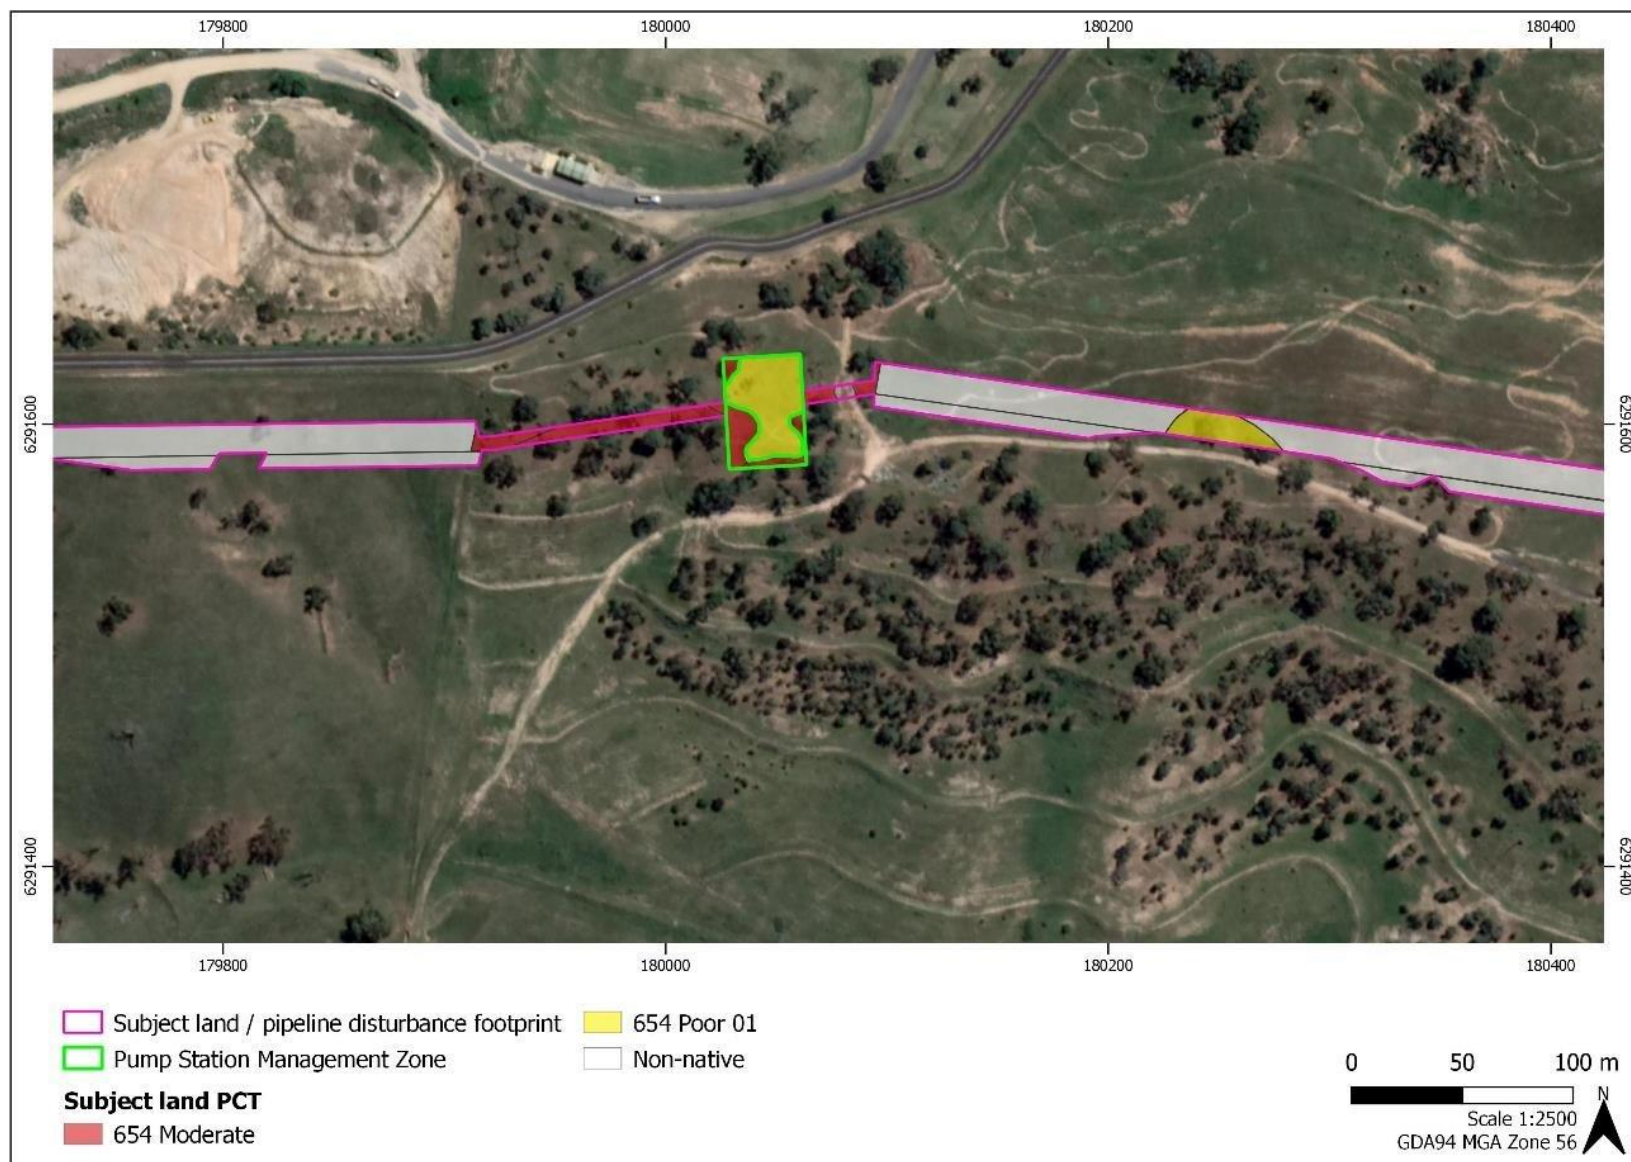 179800 180000 180200 180400
6291600 6291600
6291400 6291400
179800 180000 180200 180400
Subject land / pipeline disturbance footprint
Pump Station Management Zone
Subject land PCT
654 Moderate
654 Poor 01
Non-native
0 50 100 m
N
Scale 1:2500
GDA94 MGA Zone 56